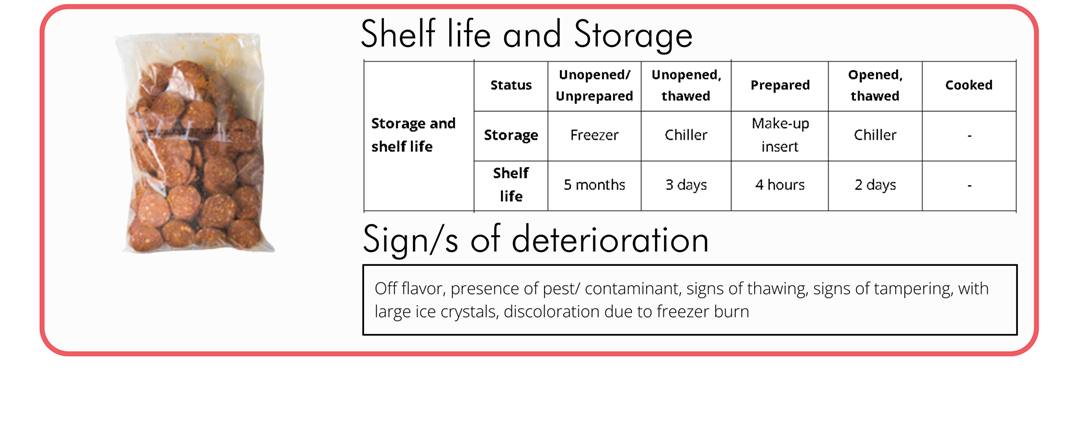 Shelf life and Storage
Storage and
shelf life
Status
Unopened/
Unprepared
Unopened,
thawed
Prepared
Opened,
thawed
Cooked
Storage
Freezer
Chiller
Make-up
insert
Chiller
-
Shelf
life
5 months
3 days
4 hours
2 days
-
Sign/s of deterioration
Off flavor, presence of pest/ contaminant, signs of thawing, signs of tampering, with
large ice crystals, discoloration due to freezer burn